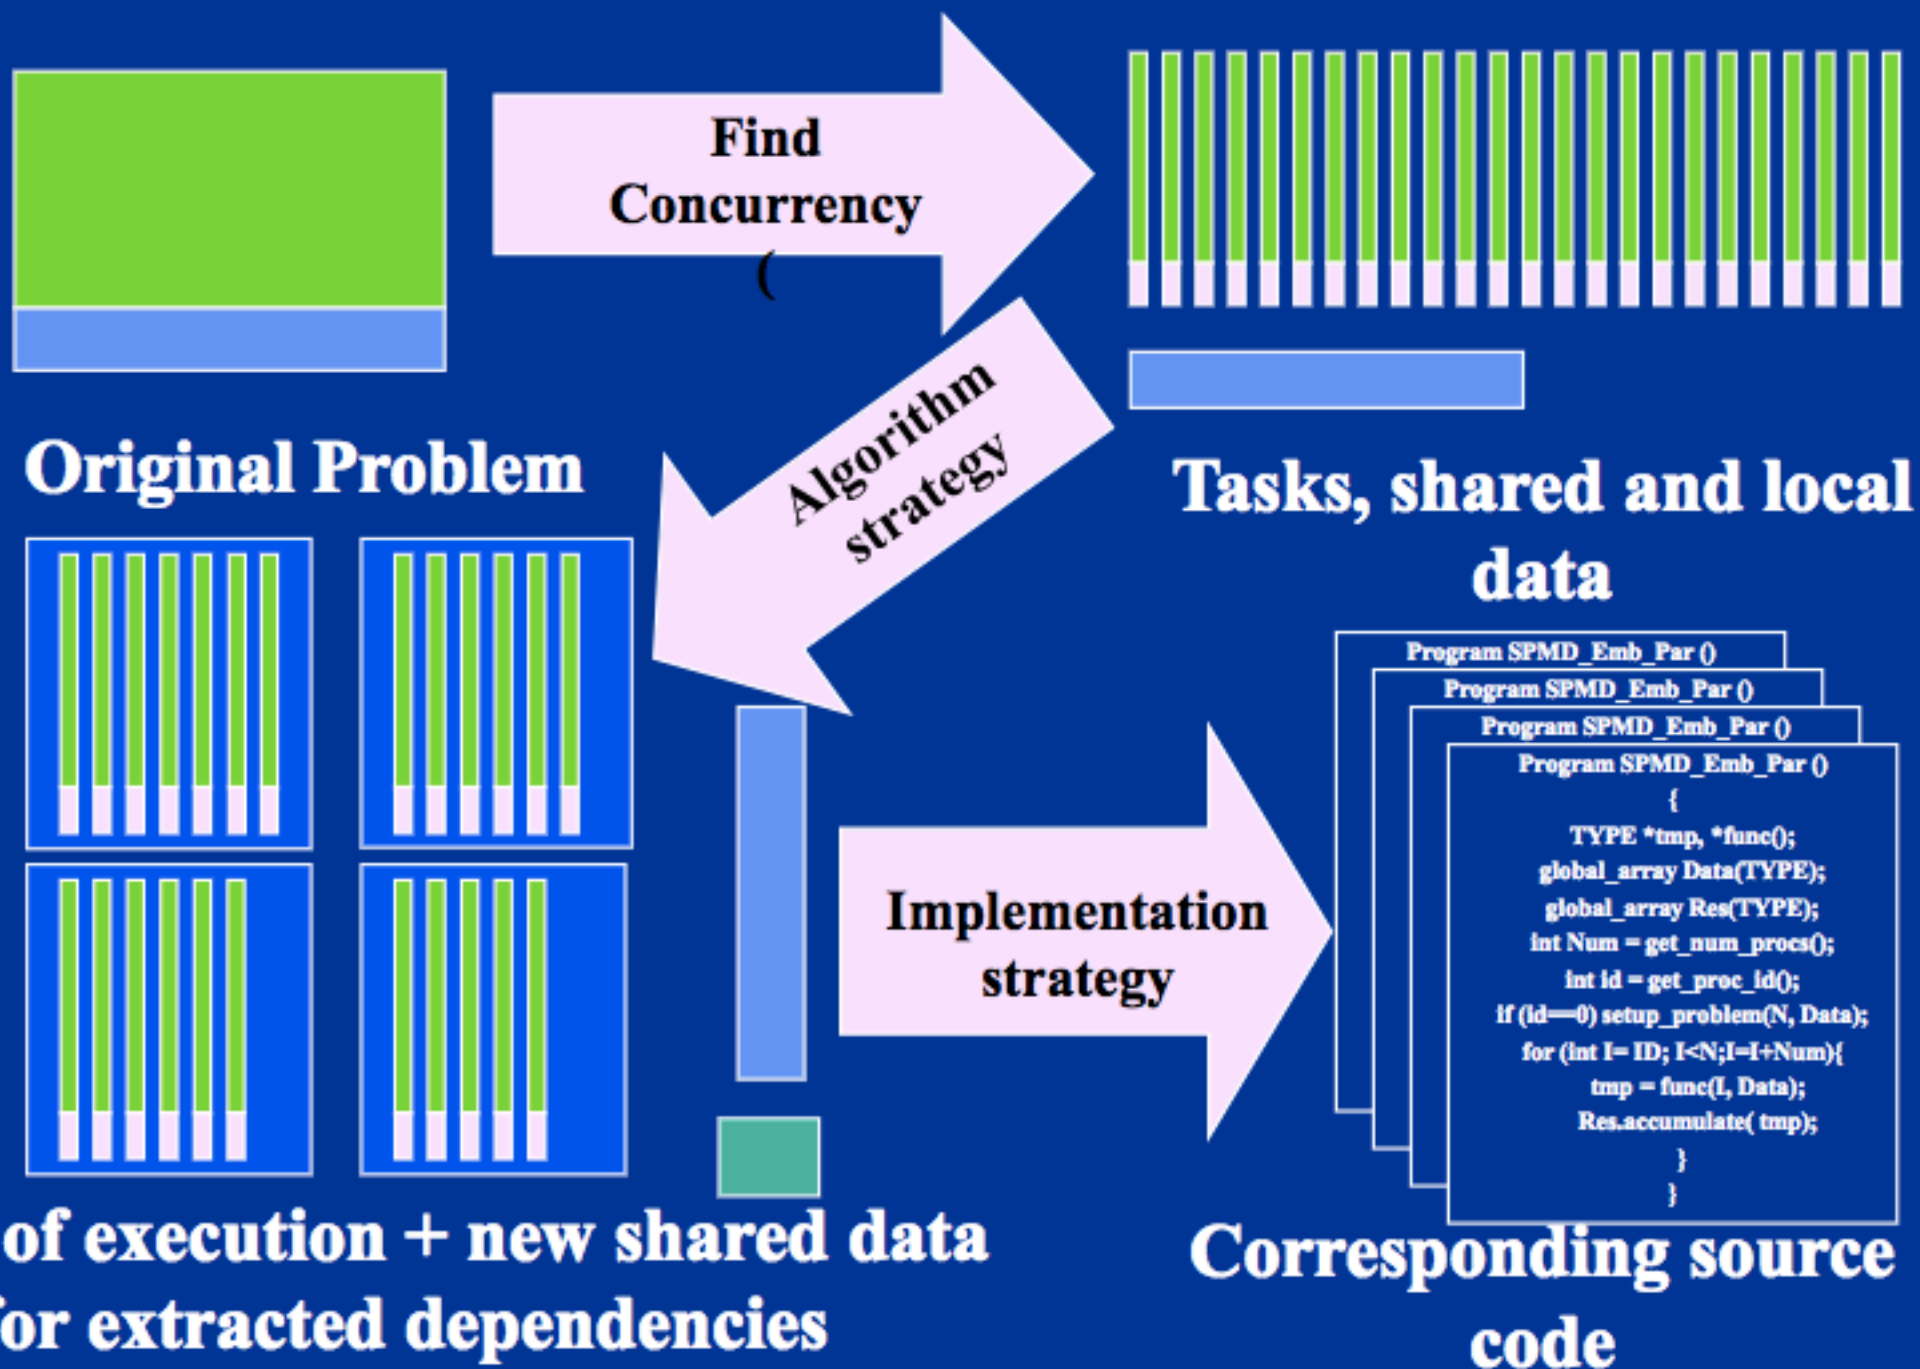 Find
Concurrency
(
Original Problem
Algorithm
strategy
Tasks, shared and local
data
Program SPMD_Emb_Par ()
Program SPMD_Emb_Par ()
Program SPMD_Emb_Par ()
Program SPMD_Emb_Par ()
{
TYPE *tmp, *func();
global_array Data(TYPE);
global_array Res(TYPE);
int Num = get_num_procs();
int id = get_proc_id();
if (id==0) setup_problem(N, Data);
for (int I= ID; I<N;I=I+Num){
tmp = func(I, Data);
Res.accumulate( tmp);
}
}
Implementation
strategy
of execution + new shared data
for extracted dependencies
Corresponding source
code